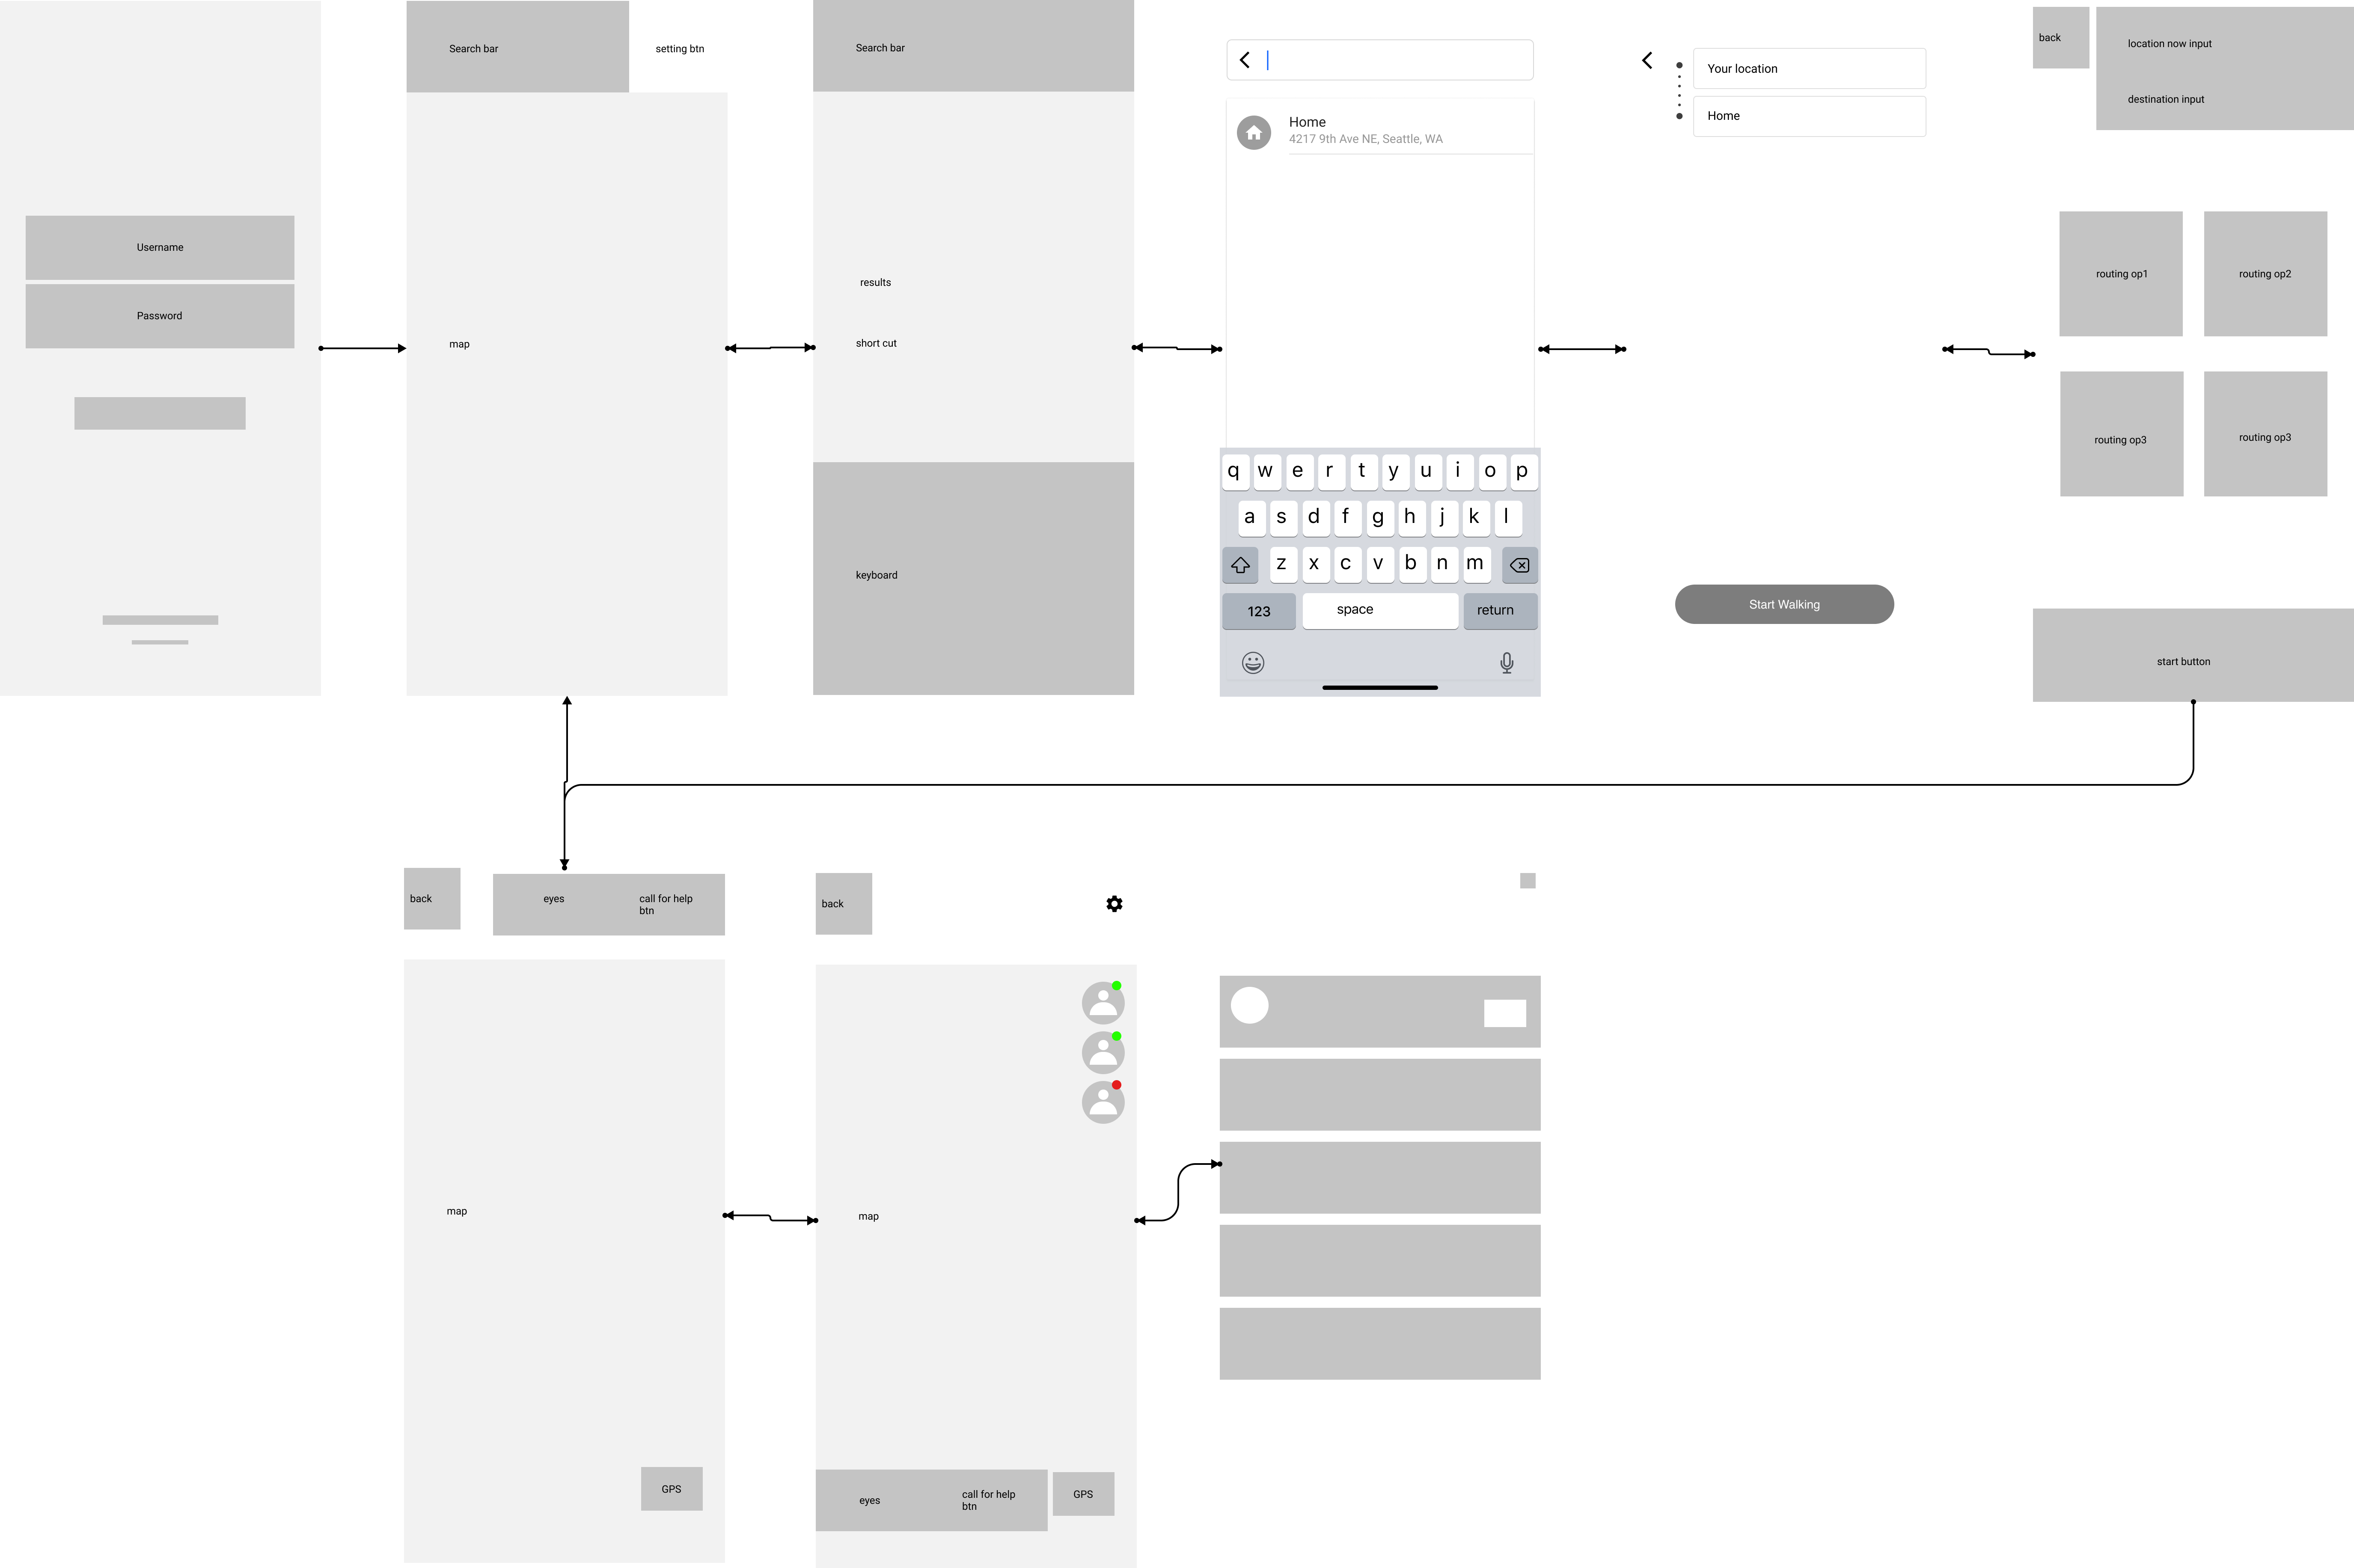 Username
Password
Search bar
setting btn
map
Search bar
results
short cut
keyboard
Home
4217 9th Ave NE, Seattle, WA
q w e r t y u i o p
a s d f g h j k l
z x c v b n m
123 space return
Your location
Home
Start Walking
back
location now input
destination input
routing op1
routing op2
routing op3
routing op3
start button
back
eyes
call for help
btn
map
GPS
back
map
eyes
call for help
btn
GPS